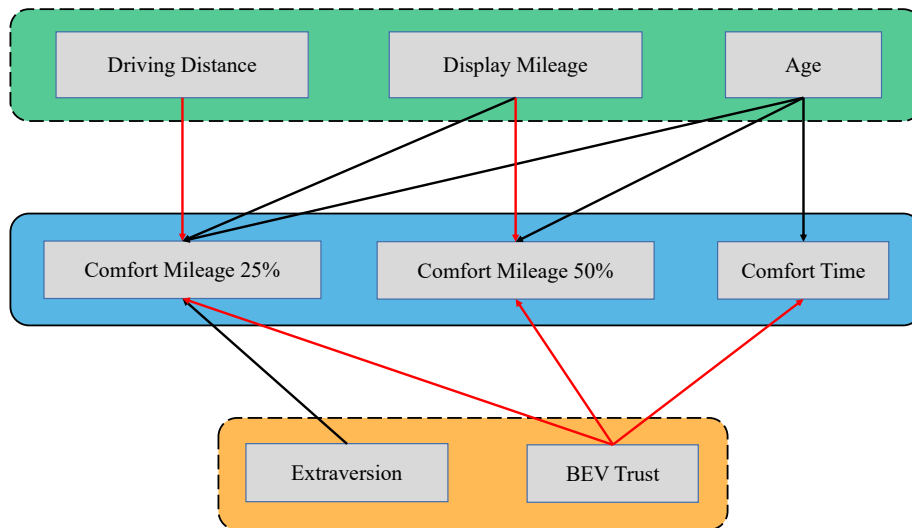 Driving Distance
Display Mileage
Age
Comfort Mileage 25%
Comfort Mileage 50%
Comfort Time
Extraversion
BEV Trust